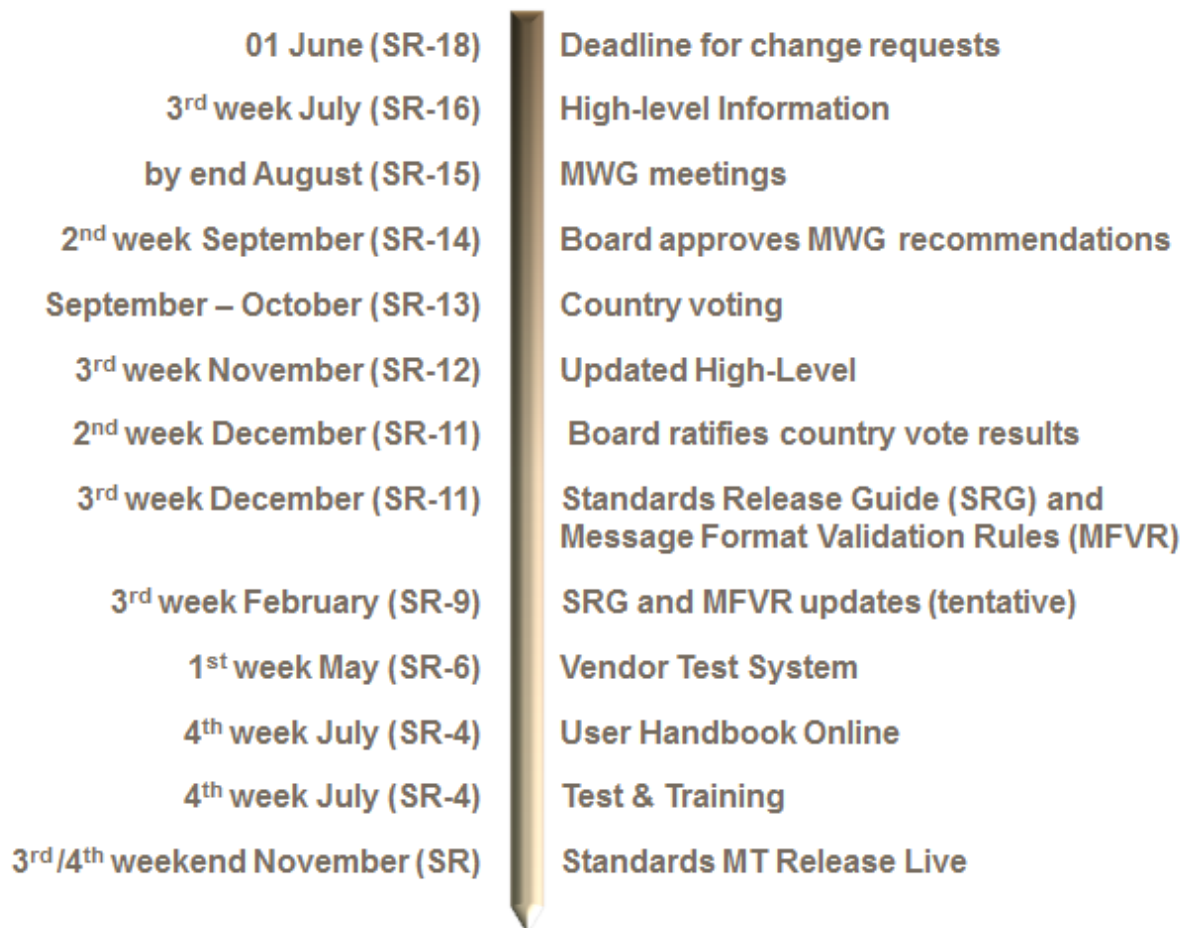 01 June (SR-18) Deadline for change requests
3rd week July (SR-16) High-level Information
by end August (SR-15) MWG meetings
2nd week September (SR-14) Board approves MWG recommendations
September – October (SR-13) Country voting
3rd week November (SR-12) Updated High-Level
2nd week December (SR-11) Board ratifies country vote results
3rd week December (SR-11) Standards Release Guide (SRG) and
Message Format Validation Rules (MFVR)
3rd week February (SR-9) SRG and MFVR updates (tentative)
1st week May (SR-6) Vendor Test System
4th week July (SR-4) User Handbook Online
4th week July (SR-4) Test & Training
3rd/4th weekend November (SR) Standards MT Release Live